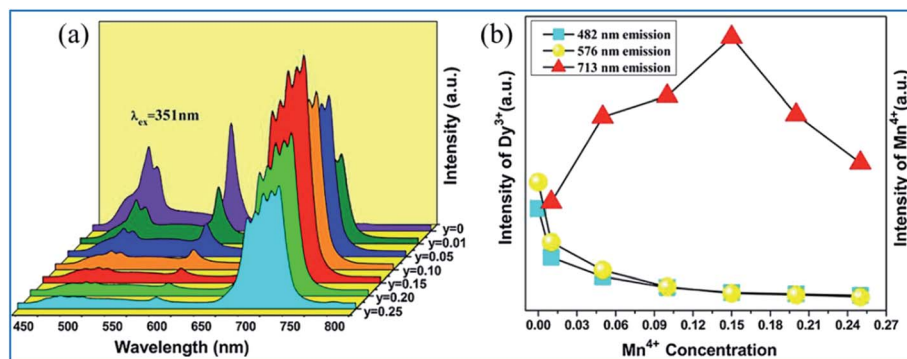 (a)
λex=351nm
Intensity (a.u.)
y=0
y=0.01
y=0.05
y=0.10
y=0.15
y=0.20
y=0.25
450 500 550 600 650 700 750 800
Wavelength (nm)
(b)
482 nm emission
576 nm emission
713 nm emission
Intensity of Dy³⁺(a.u.)
Intensity of Mn⁴⁺(a.u.)
0.00 0.03 0.06 0.09 0.12 0.15 0.18 0.21 0.24 0.27
Mn⁴⁺ Concentration